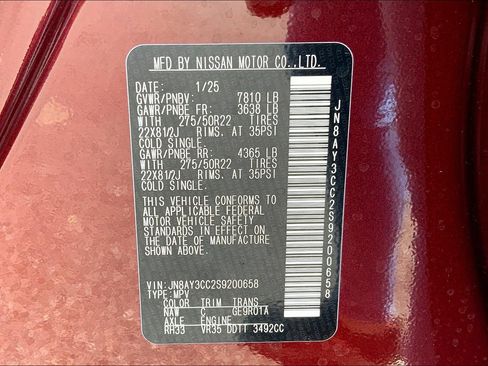 MFD BY NISSAN MOTOR CO.,LTD.
DATE: 1/25
GVWR/PNBV: 7810 LB
GAWR/PNBE FR: 3638 LB
WITH 275/50R22 TIRES
22X81/2J RIMS. AT 35PSI
COLD SINGLE.
GAWR/PNBE RR: 4365 LB
WITH 275/50R22 TIRES
22X81/2J RIMS. AT 35PSI
COLD SINGLE.
THIS VEHICLE CONFORMS TO
ALL APPLICABLE FEDERAL
MOTOR VEHICLE SAFETY
STANDARDS IN EFFECT ON
THE DATE OF MANUFACTURE
SHOWN ABOVE.
VIN: JN8AY3CC2S9200658
TYPE: MPV
COLOR TRIM TRANS
NAW C GE9R01A
AXLE ENGINE
RH33 VR35 DDTT 3492CC
JN8AY3CC2S9200658